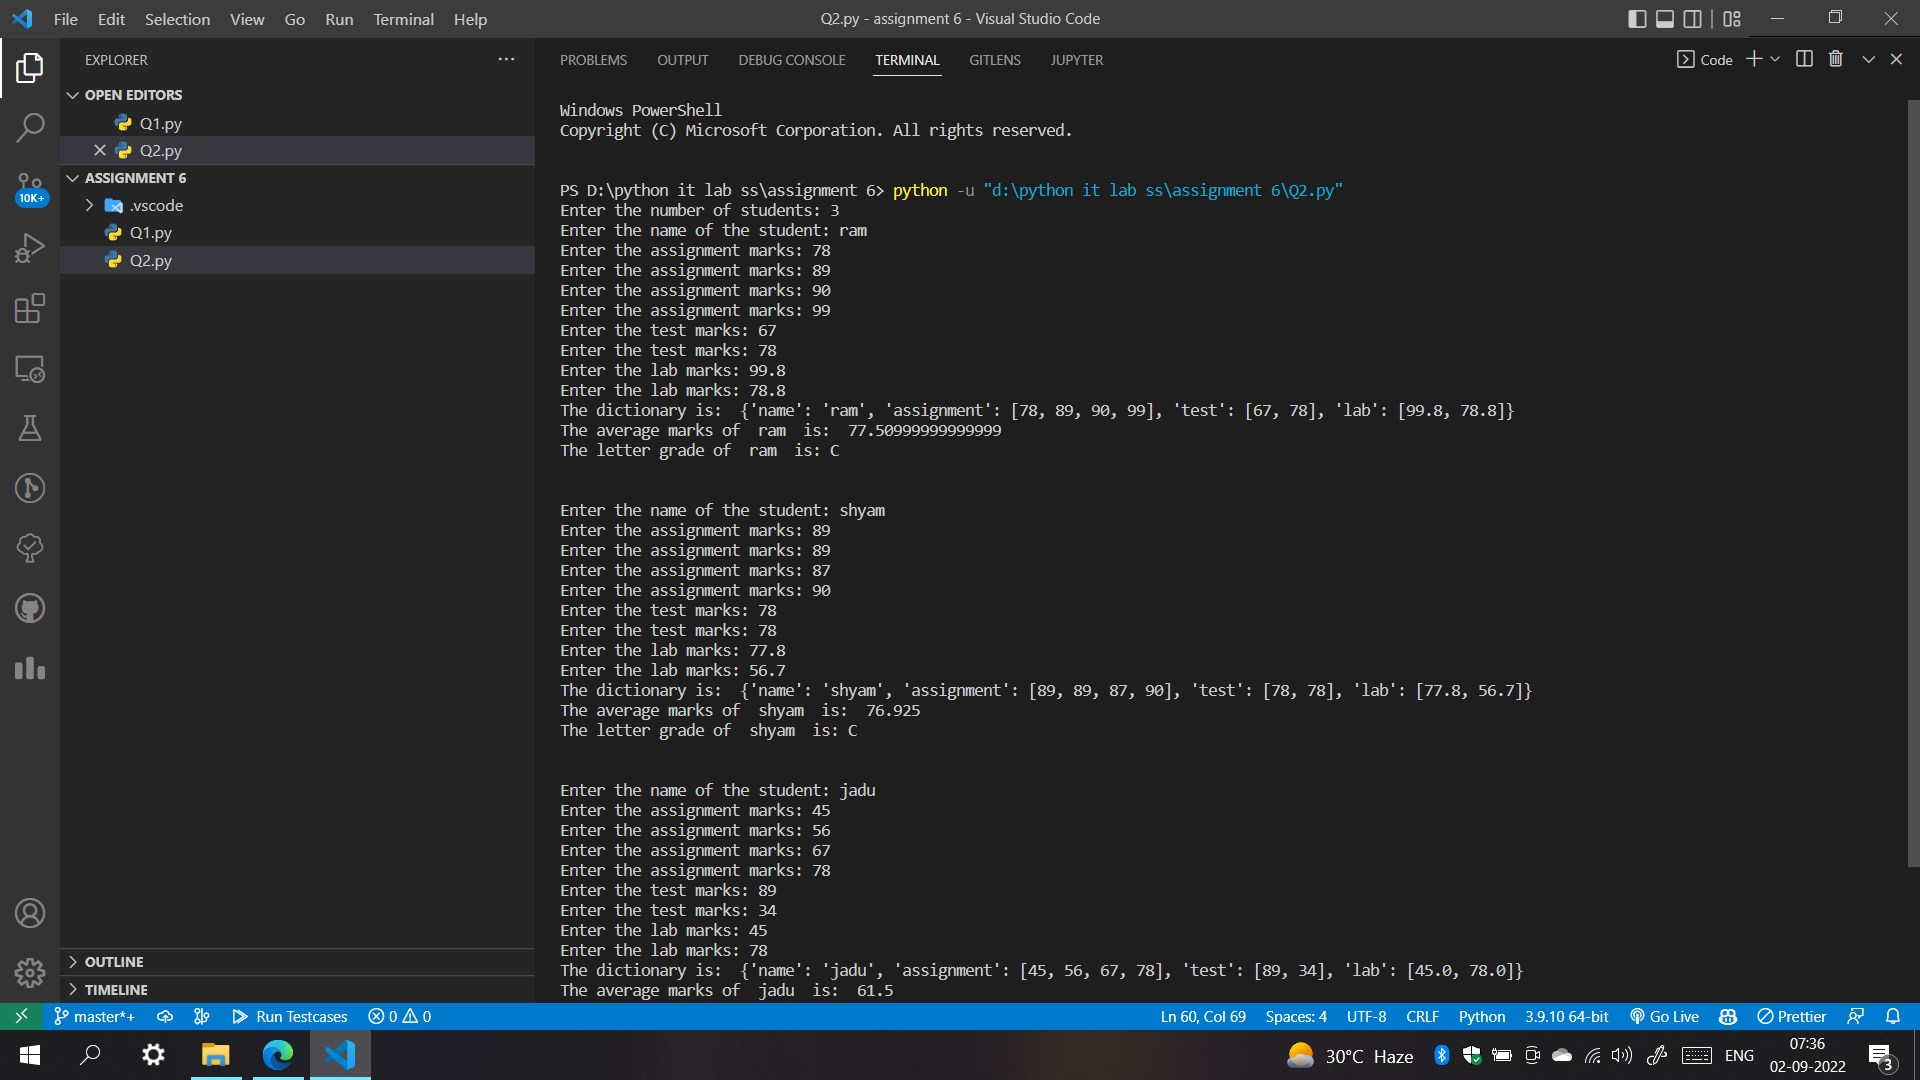 File Edit Selection View Go Run Terminal Help
Q2.py - assignment 6 - Visual Studio Code
EXPLORER
OPEN EDITORS
Q1.py
Q2.py
ASSIGNMENT 6
.vscode
Q1.py
Q2.py
OUTLINE
TIMELINE
10K+
PROBLEMS OUTPUT DEBUG CONSOLE TERMINAL GITLENS JUPYTER
Code
Windows PowerShell
Copyright (C) Microsoft Corporation. All rights reserved.
PS D:\python it lab ss\assignment 6> python -u "d:\python it lab ss\assignment 6\Q2.py"
Enter the number of students: 3
Enter the name of the student: ram
Enter the assignment marks: 78
Enter the assignment marks: 89
Enter the assignment marks: 90
Enter the assignment marks: 99
Enter the test marks: 67
Enter the test marks: 78
Enter the lab marks: 99.8
Enter the lab marks: 78.8
The dictionary is:  {'name': 'ram', 'assignment': [78, 89, 90, 99], 'test': [67, 78], 'lab': [99.8, 78.8]}
The average marks of  ram  is:  77.50999999999999
The letter grade of  ram  is: C
Enter the name of the student: shyam
Enter the assignment marks: 89
Enter the assignment marks: 89
Enter the assignment marks: 87
Enter the assignment marks: 90
Enter the test marks: 78
Enter the test marks: 78
Enter the lab marks: 77.8
Enter the lab marks: 56.7
The dictionary is:  {'name': 'shyam', 'assignment': [89, 89, 87, 90], 'test': [78, 78], 'lab': [77.8, 56.7]}
The average marks of  shyam  is:  76.925
The letter grade of  shyam  is: C
Enter the name of the student: jadu
Enter the assignment marks: 45
Enter the assignment marks: 56
Enter the assignment marks: 67
Enter the assignment marks: 78
Enter the test marks: 89
Enter the test marks: 34
Enter the lab marks: 45
Enter the lab marks: 78
The dictionary is:  {'name': 'jadu', 'assignment': [45, 56, 67, 78], 'test': [89, 34], 'lab': [45.0, 78.0]}
The average marks of  jadu  is:  61.5
master*+ Run Testcases 0 0 Ln 60, Col 69 Spaces: 4 UTF-8 CRLF Python 3.9.10 64-bit Go Live Prettier
30°C Haze ENG 07:36
02-09-2022
3